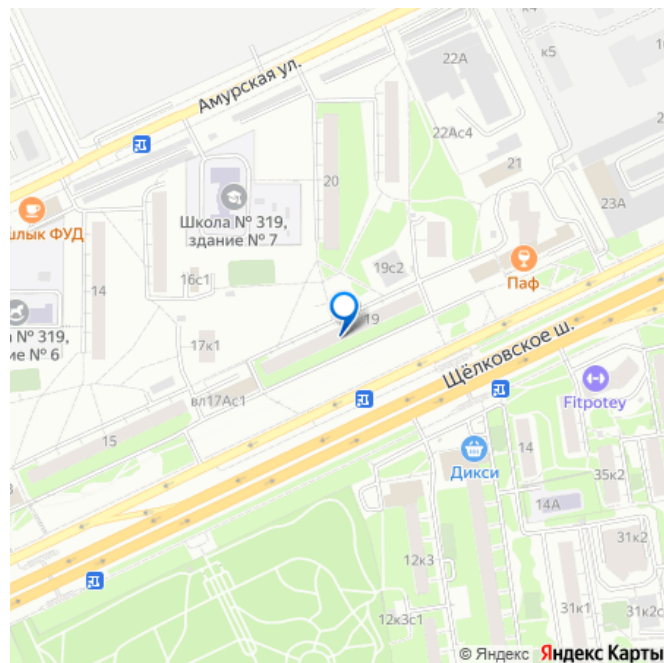 к4
22А
к5
Амурская ул.
22Ас4
20
21
23А
Школа № 319,
здание № 7
ШЛЫК ФУД
19с2
Паф
16с1
14
№ 319,
№ 6
17к1
19
Щёлковское ш.
вл17Ас1
Fitpotey
15
Дикси
14
35к2
14А
31к2
12к3
31к1
12к3с1
© Яндекс
Яндекс Карты